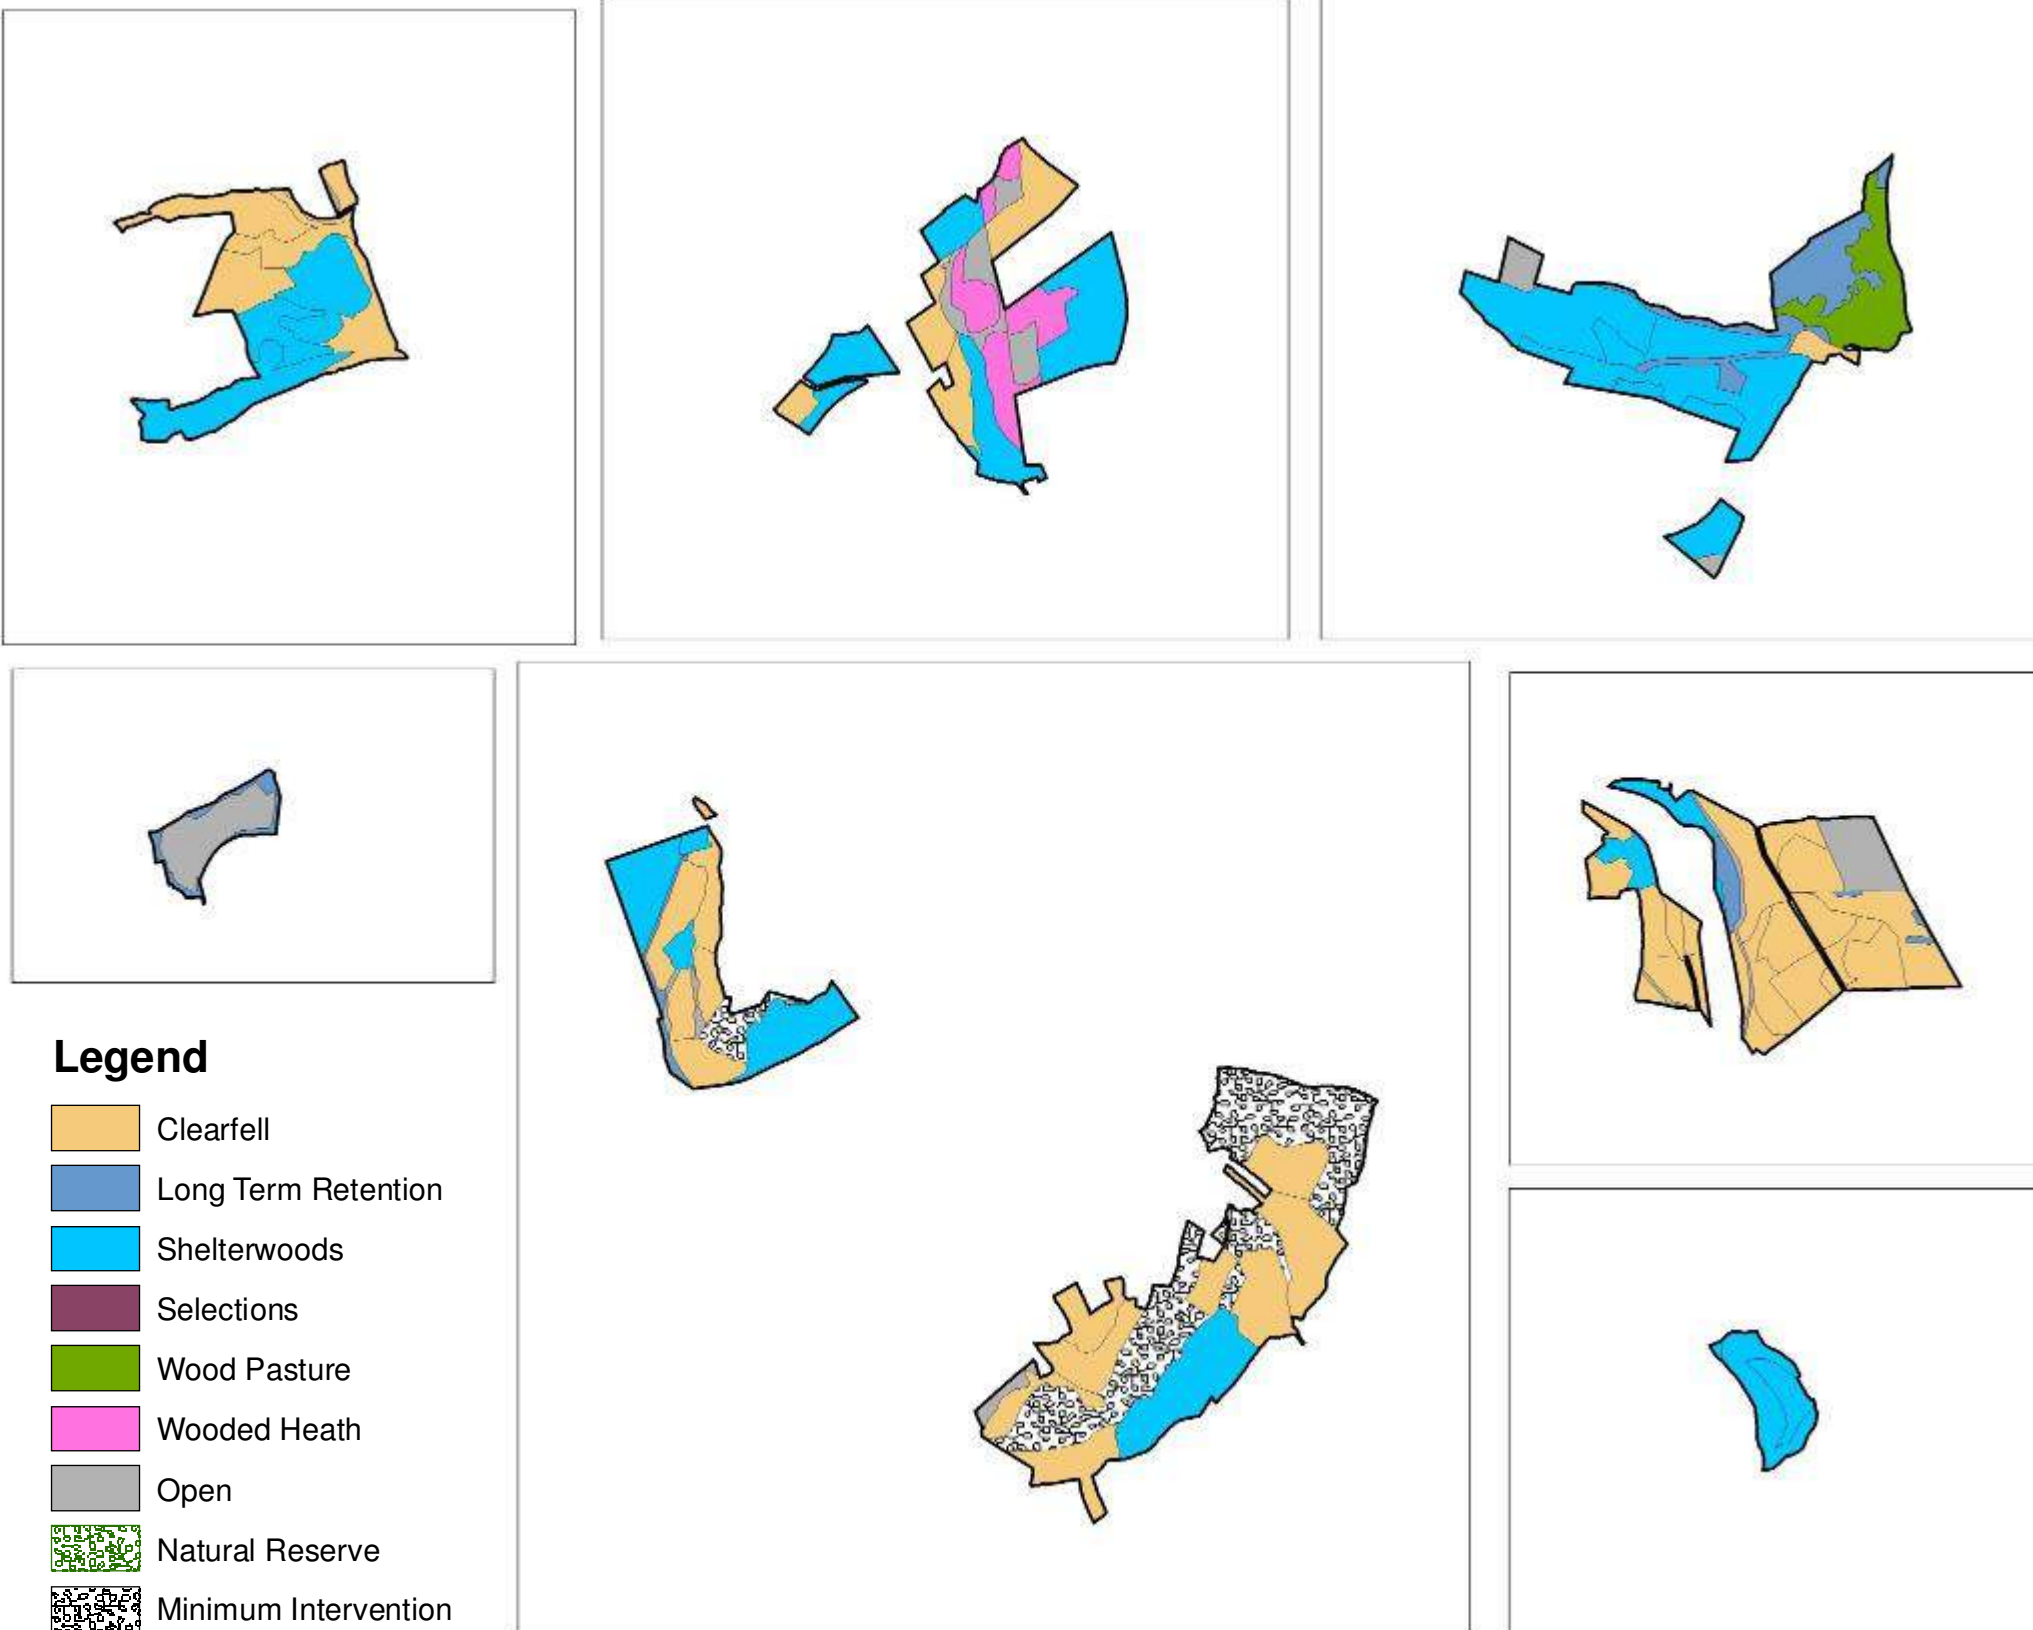 Legend
Clearfell
Long Term Retention
Shelterwoods
Selections
Wood Pasture
Wooded Heath
Open
Natural Reserve
Minimum Intervention